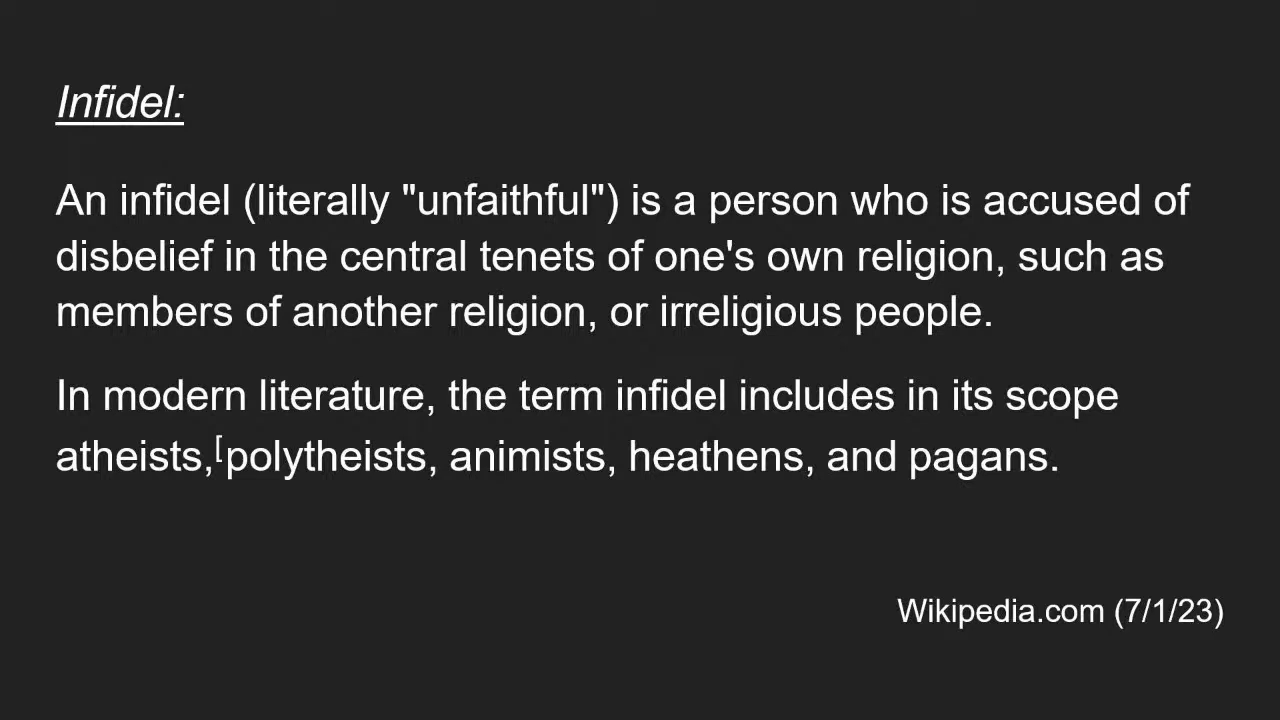 Infidel:
An infidel (literally "unfaithful") is a person who is accused of
disbelief in the central tenets of one's own religion, such as
members of another religion, or irreligious people.
In modern literature, the term infidel includes in its scope
atheists,[polytheists, animists, heathens, and pagans.
Wikipedia.com (7/1/23)